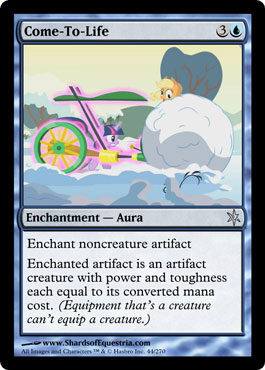 Come-To-Life 3
Enchantment — Aura
Enchant noncreature artifact
Enchanted artifact is an artifact
creature with power and toughness
each equal to its converted mana
cost. (Equipment that's a creature
can't equip a creature.)
www.ShardsofEquestria.com
All Images and Characters ™ & © Hasbro Inc. 44/270